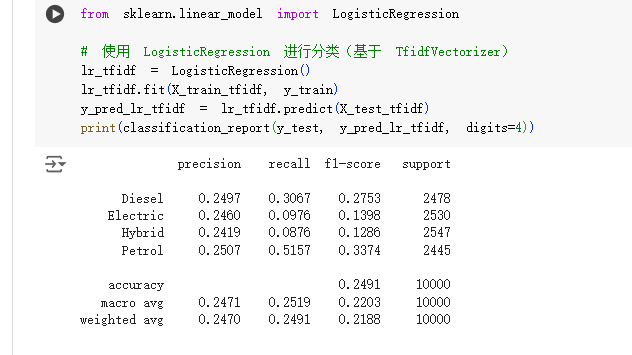 from sklearn.linear_model import LogisticRegression
# 使用 LogisticRegression 进行分类（基于 TfidfVectorizer）
lr_tfidf = LogisticRegression()
lr_tfidf.fit(X_train_tfidf, y_train)
y_pred_lr_tfidf = lr_tfidf.predict(X_test_tfidf)
print(classification_report(y_test, y_pred_lr_tfidf, digits=4))
precision recall f1-score support
Diesel 0.2497 0.3067 0.2753 2478
Electric 0.2460 0.0976 0.1398 2530
Hybrid 0.2419 0.0876 0.1286 2547
Petrol 0.2507 0.5157 0.3374 2445
accuracy 0.2491 10000
macro avg 0.2471 0.2519 0.2203 10000
weighted avg 0.2470 0.2491 0.2188 10000